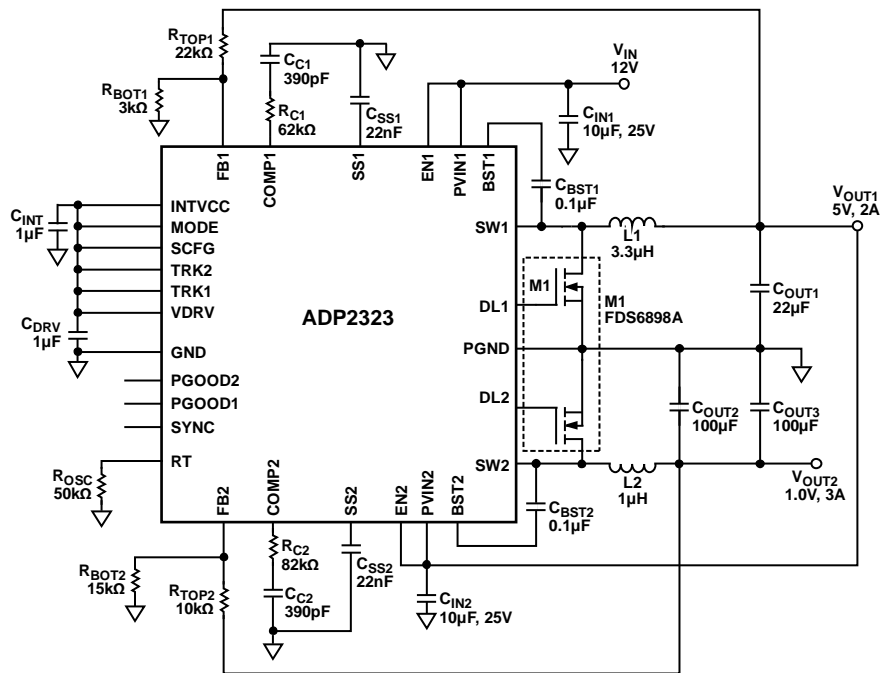 RTOP1
22kΩ
CC1
390pF
VIN
12V
RBOT1
3kΩ
RC1
62kΩ
CSS1
22nF
CIN1
10µF, 25V
FB1
COMP1
SS1
EN1
PVIN1
BST1
CBST1
0.1µF
CINT
1µF
INTVCC
MODE
SCFG
TRK2
TRK1
VDRV
CDRV
1µF
GND
PGOOD2
PGOOD1
SYNC
RT
ROSC
50kΩ
ADP2323
SW1
DL1
PGND
DL2
SW2
L1
3.3µH
VOUT1
5V, 2A
M1
M1
FDS6898A
COUT1
22µF
COUT2
100µF
COUT3
100µF
L2
1µH
VOUT2
1.0V, 3A
FB2
COMP2
SS2
EN2
PVIN2
BST2
CBST2
0.1µF
RBOT2
15kΩ
RTOP2
10kΩ
RC2
82kΩ
CC2
390pF
CSS2
22nF
CIN2
10µF, 25V